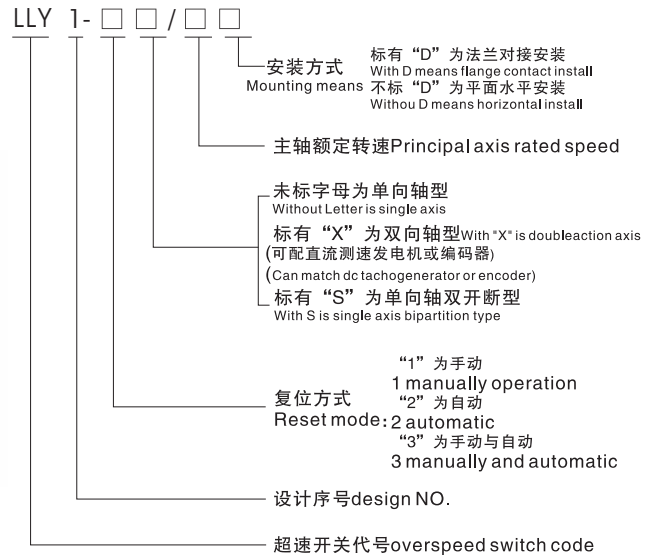 LLY 1-□□/□□
安装方式
Mounting means
标有“D”为法兰对接安装
With D means flange contact install
不标“D”为平面水平安装
Withou D means horizontal install
主轴额定转速Principal axis rated speed
未标字母为单向轴型
Without Letter is single axis
标有“X”为双向轴型With "X" is doubleaction axis
(可配直流测速发电机或编码器)
(Can match dc tachogenerator or encoder)
标有“S”为单向轴双开断型
With S is single axis bipartition type
复位方式
Reset mode:
“1”为手动
1 manually operation
“2”为自动
2 automatic
“3”为手动与自动
3 manually and automatic
设计序号design NO.
超速开关代号overspeed switch code